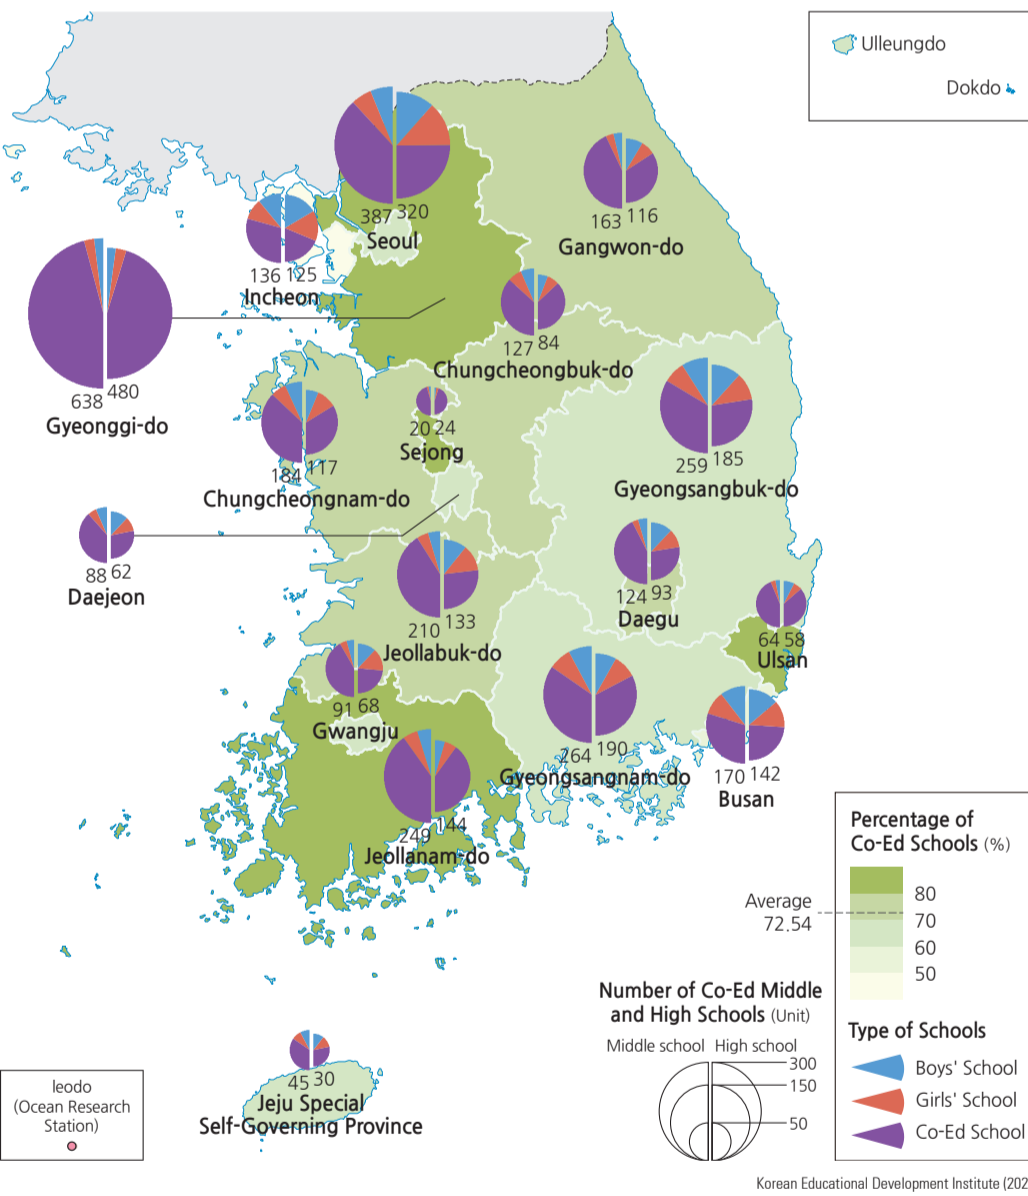 Ulleungdo
Dokdo
387 320
Seoul
163 116
Gangwon-do
136 125
Incheon
127 84
Chungcheongbuk-do
638 480
Gyeonggi-do
20 24
Sejong
259 185
Gyeongsangbuk-do
184 117
Chungcheongnam-do
88 62
Daejeon
124 93
Daegu
210 133
Jeollabuk-do
64 58
Ulsan
91 68
Gwangju
264 190
Gyeongsangnam-do
170 142
Busan
249 144
Jeollanam-do
45 30
Jeju Special
Self-Governing Province
Ieodo
(Ocean Research
Station)
Percentage of
Co-Ed Schools (%)
80
70
60
50
Average
72.54
Number of Co-Ed Middle
and High Schools (Unit)
Middle school High school
300
150
50
Type of Schools
Boys' School
Girls' School
Co-Ed School
Korean Educational Development Institute (202